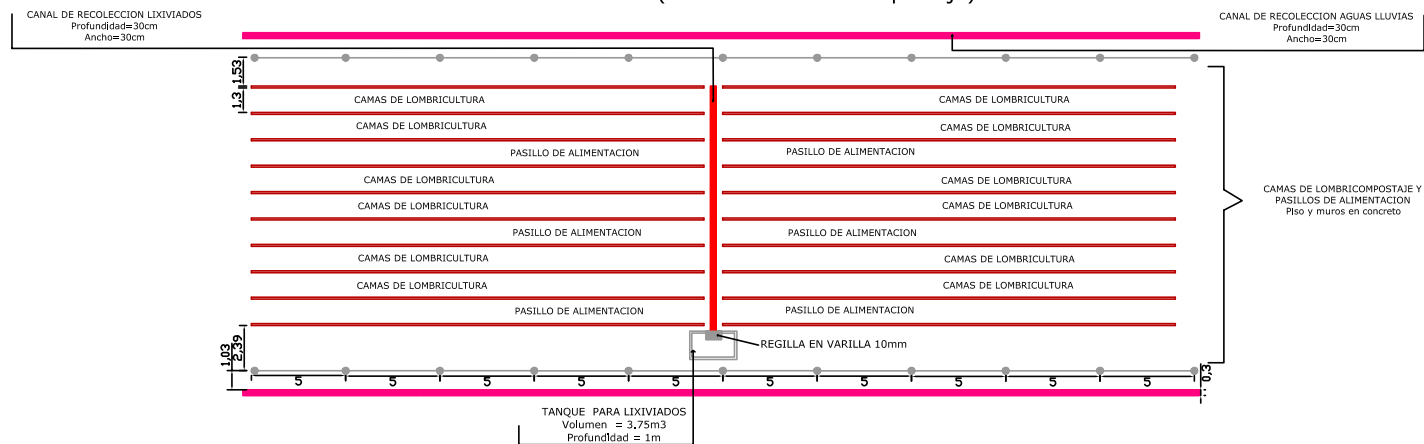 CANAL DE RECOLECCION LIXIVIADOS
Profundidad=30cm
Ancho=30cm
CANAL DE RECOLECCION AGUAS LLUVIAS
Profundidad=30cm
Ancho=30cm
1,53
1,3
CAMAS DE LOMBRICULTURA
CAMAS DE LOMBRICULTURA
CAMAS DE LOMBRICULTURA
CAMAS DE LOMBRICULTURA
PASILLO DE ALIMENTACION
PASILLO DE ALIMENTACION
CAMAS DE LOMBRICULTURA
CAMAS DE LOMBRICULTURA
CAMAS DE LOMBRICULTURA
CAMAS DE LOMBRICULTURA
PASILLO DE ALIMENTACION
PASILLO DE ALIMENTACION
CAMAS DE LOMBRICULTURA
CAMAS DE LOMBRICULTURA
CAMAS DE LOMBRICULTURA
CAMAS DE LOMBRICULTURA
PASILLO DE ALIMENTACION
PASILLO DE ALIMENTACION
CAMAS DE LOMBRICOMPOSTAJE Y
PASILLOS DE ALIMENTACION
Piso y muros en concreto
REGILLA EN VARILLA 10mm
1,03
2,39
5 5 5 5 5 5 5 5 5 5
0,3
TANQUE PARA LIXIVIADOS
Volumen = 3.75m3
Profundidad = 1m